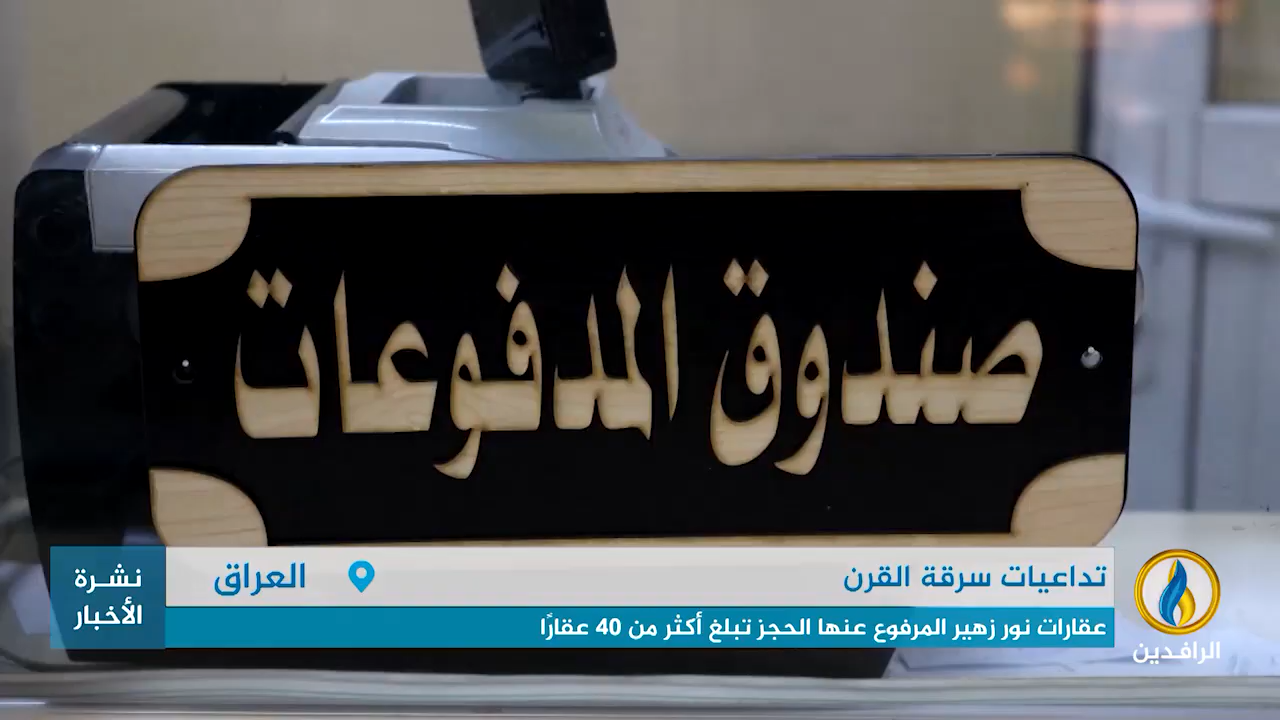 صندوق المدفوعات
تداعيات سرقة القرن
العراق
عقارات نور زهير المرفوع عنها الحجز تبلغ أكثر من 40 عقارًا
نشرة
الأخبار
الرافدين